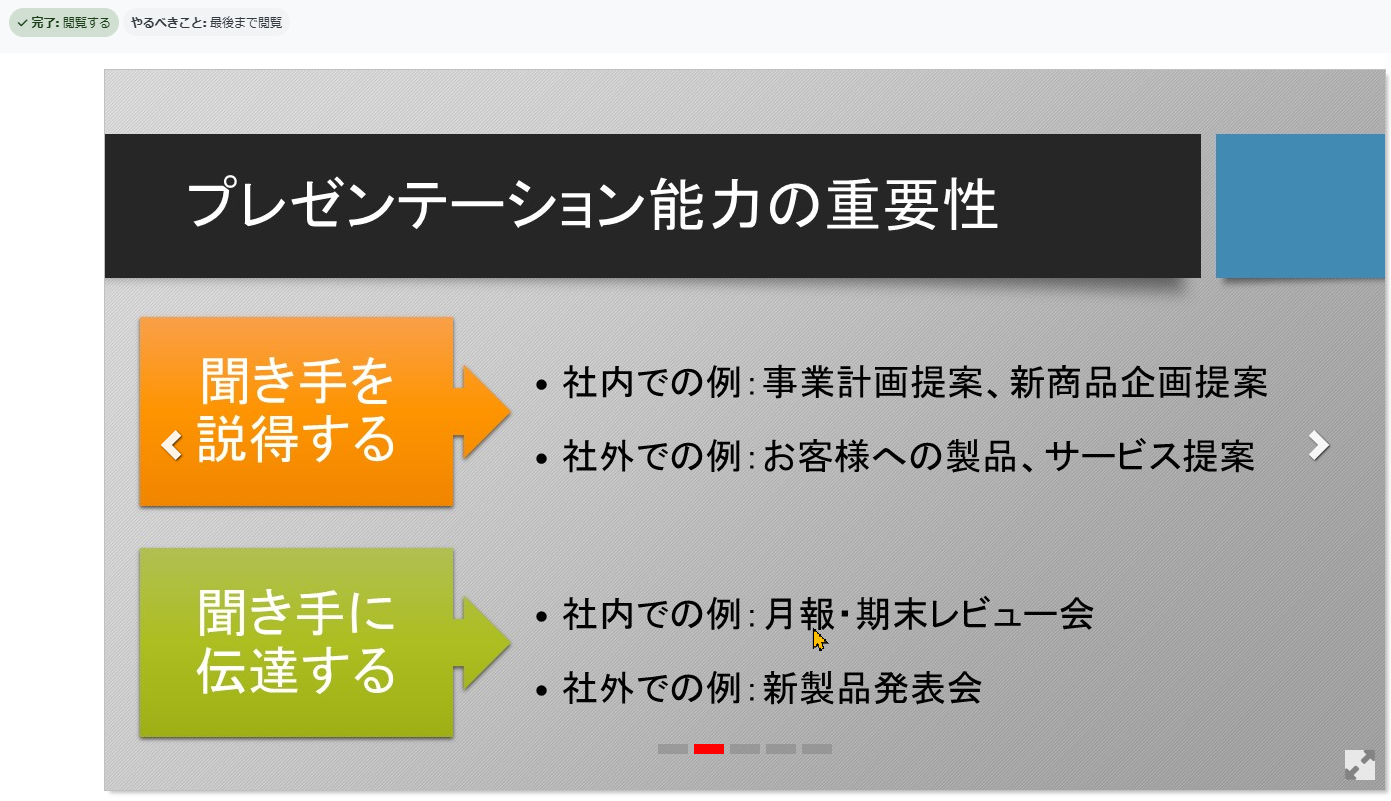 ✓ 完了: 閲覧する やるべきこと: 最後まで閲覧
プレゼンテーション能力の重要性
聞き手を
説得する
• 社内での例：事業計画提案、新商品企画提案
• 社外での例：お客様への製品、サービス提案
聞き手に
伝達する
• 社内での例：月報・期末レビュー会
• 社外での例：新製品発表会